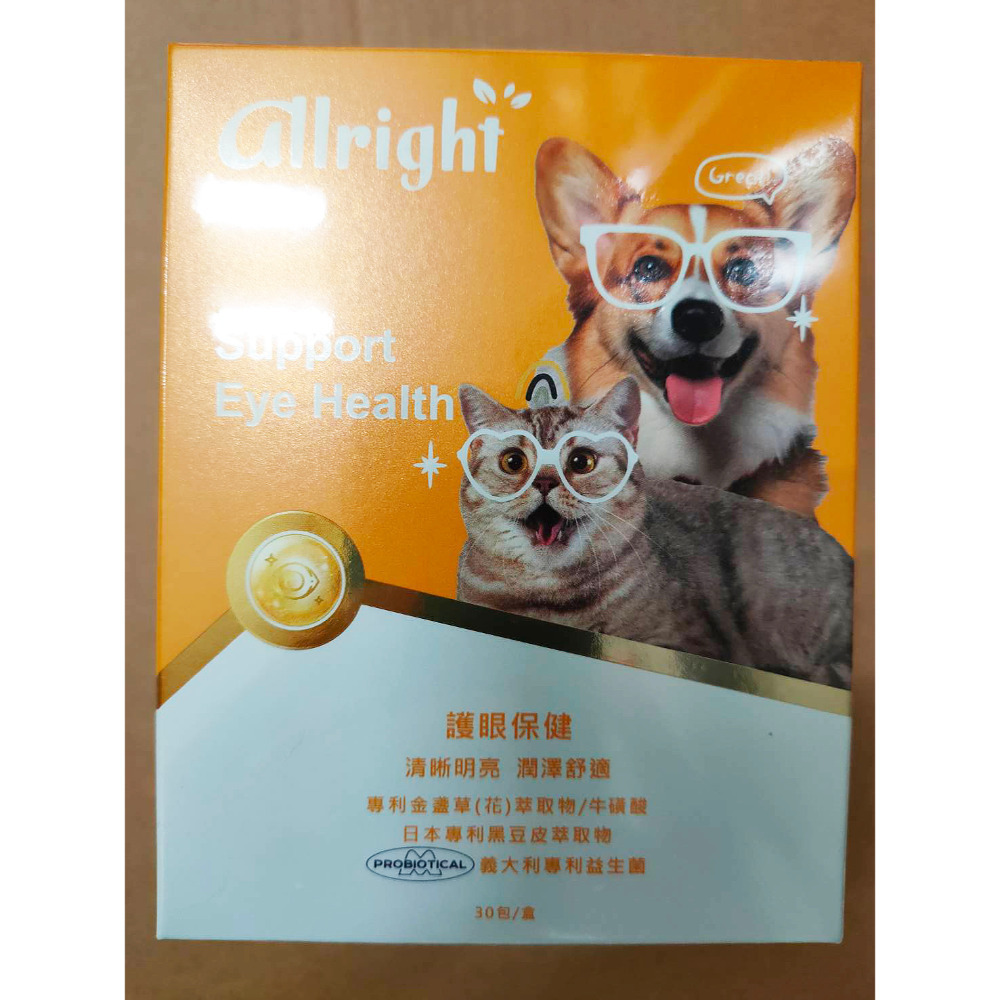 allright
Support
Eye Health
護眼保健
清晰明亮 潤澤舒適
專利金盞草(花)萃取物/牛磺酸
日本專利黑豆皮萃取物
PROBIOTICAL 義大利專利益生菌
30包/盒